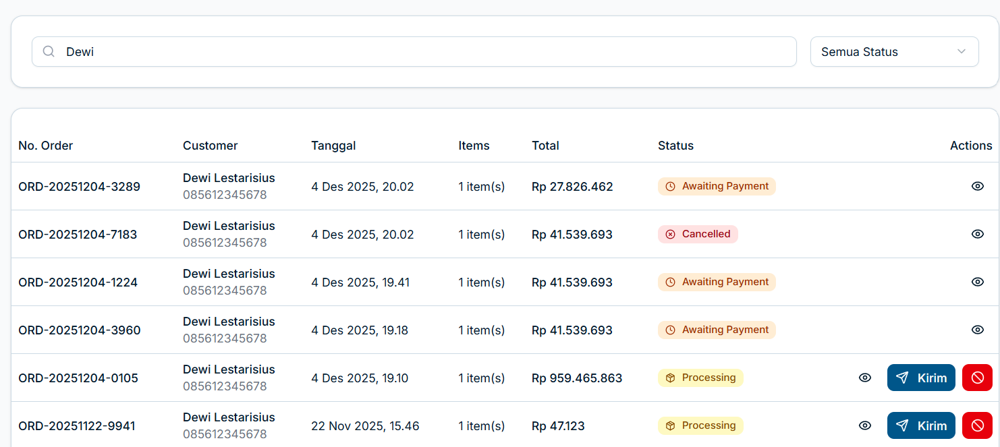 Dewi
Semua Status
No. Order Customer Tanggal Items Total Status Actions
Dewi Lestarisius
ORD-20251204-3289 4 Des 2025, 20.02 1 item(s) Rp 27.826.462 Awaiting Payment
085612345678
Dewi Lestarisius
ORD-20251204-7183 4 Des 2025, 20.02 1 item(s) Rp 41.539.693 Cancelled
085612345678
Dewi Lestarisius
ORD-20251204-1224 4 Des 2025, 19.41 1 item(s) Rp 41.539.693 Awaiting Payment
085612345678
Dewi Lestarisius
ORD-20251204-3960 4 Des 2025, 19.18 1 item(s) Rp 41.539.693 Awaiting Payment
085612345678
Dewi Lestarisius
ORD-20251204-0105 4 Des 2025, 19.10 1 item(s) Rp 959.465.863 Processing Kirim
085612345678
Dewi Lestarisius
ORD-20251122-9941 22 Nov 2025, 15.46 1 item(s) Rp 47.123 Processing Kirim
085612345678